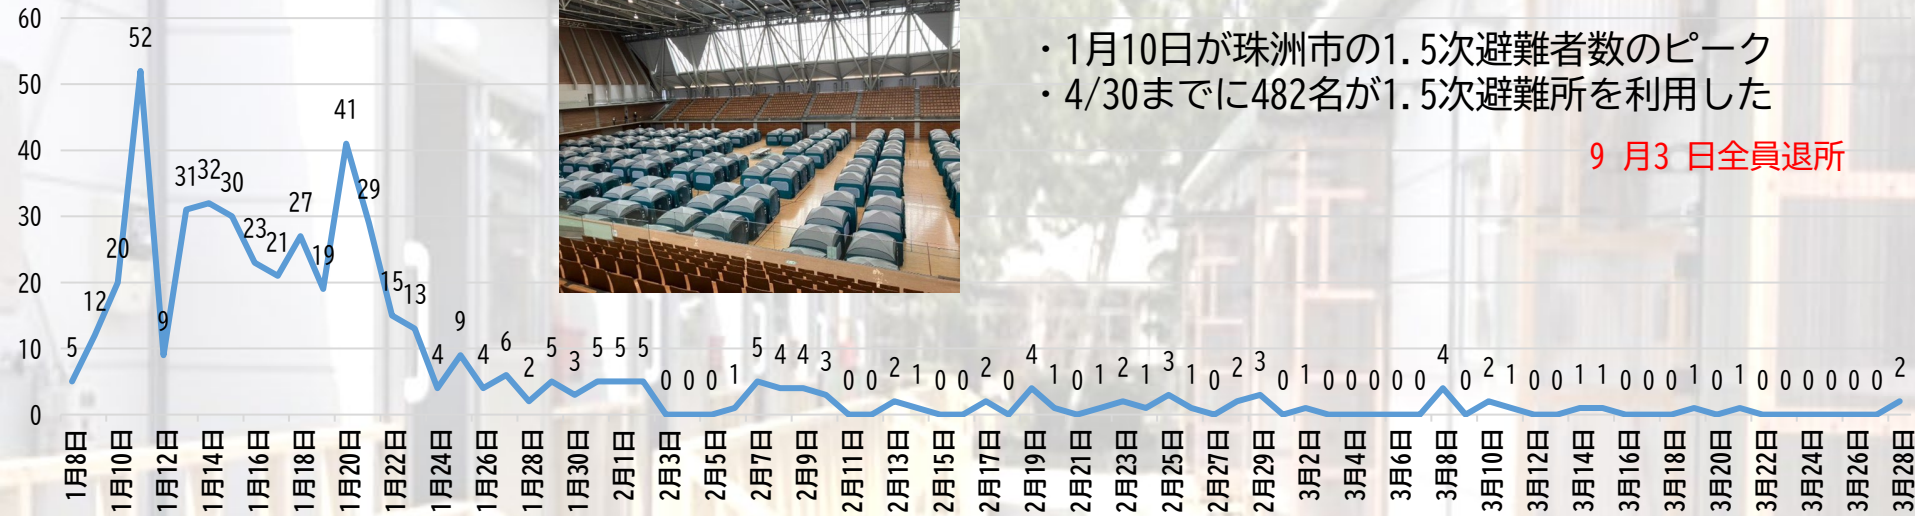 ・1月10日が珠洲市の1.5次避難者数のピーク
・4/30までに482名が1.5次避難所を利用した
9 月3 日全員退所
60
50
40
30
20
10
0
5 12 20 52 9 31 32 30 23 21 27 19 41 29 15 13 4 9 4 6 2 5 3 5 5 5 0 0 0 1 5 4 4 3 0 0 2 1 0 0 2 0 4 1 0 1 2 1 3 1 0 2 3 0 1 0 0 0 0 0 4 0 2 1 0 0 1 1 0 0 0 1 0 1 0 0 0 0 0 0 2
1月8日 1月10日 1月12日 1月14日 1月16日 1月18日 1月20日 1月22日 1月24日 1月26日 1月28日 1月30日 2月1日 2月3日 2月5日 2月7日 2月9日 2月11日 2月13日 2月15日 2月17日 2月19日 2月21日 2月23日 2月25日 2月27日 2月29日 3月2日 3月4日 3月6日 3月8日 3月10日 3月12日 3月14日 3月16日 3月18日 3月20日 3月22日 3月24日 3月26日 3月28日